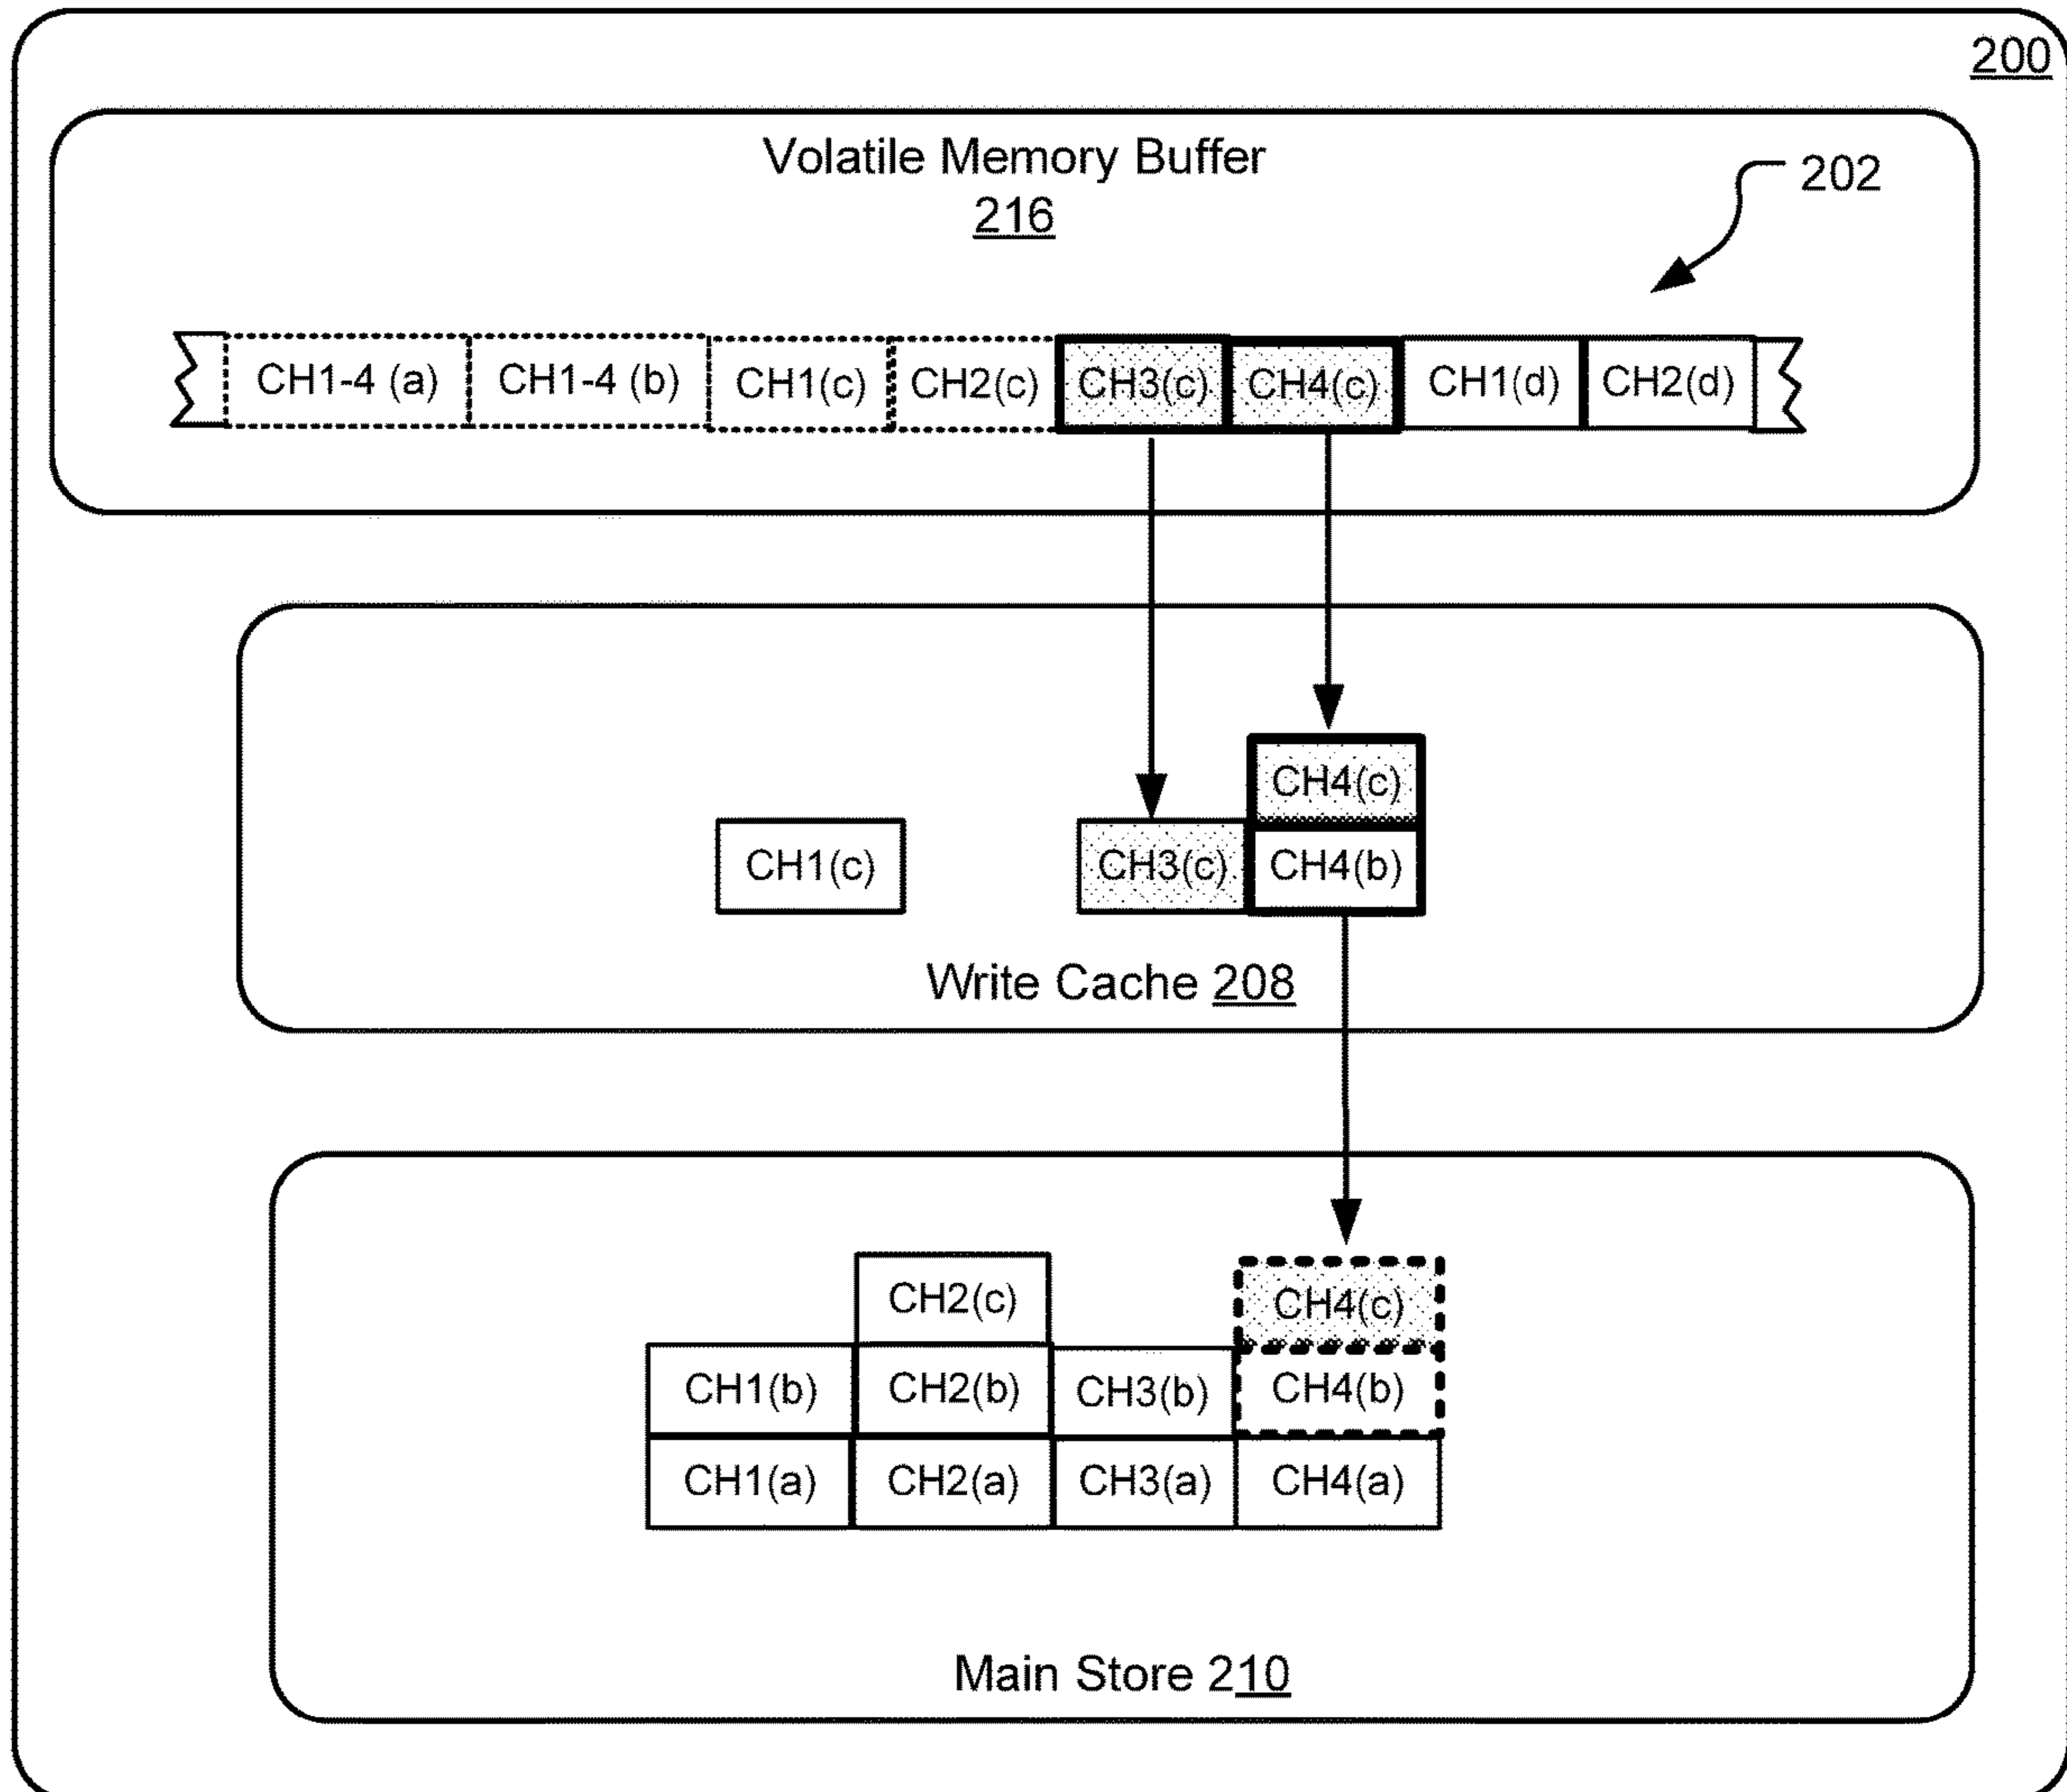 200
Volatile Memory Buffer
216
202
CH1-4 (a) CH1-4 (b) CH1(c) CH2(c) CH3(c) CH4(c) CH1(d) CH2(d)
CH4(c)
CH1(c) CH3(c) CH4(b)
Write Cache 208
CH2(c) CH4(c)
CH1(b) CH2(b) CH3(b) CH4(b)
CH1(a) CH2(a) CH3(a) CH4(a)
Main Store 210